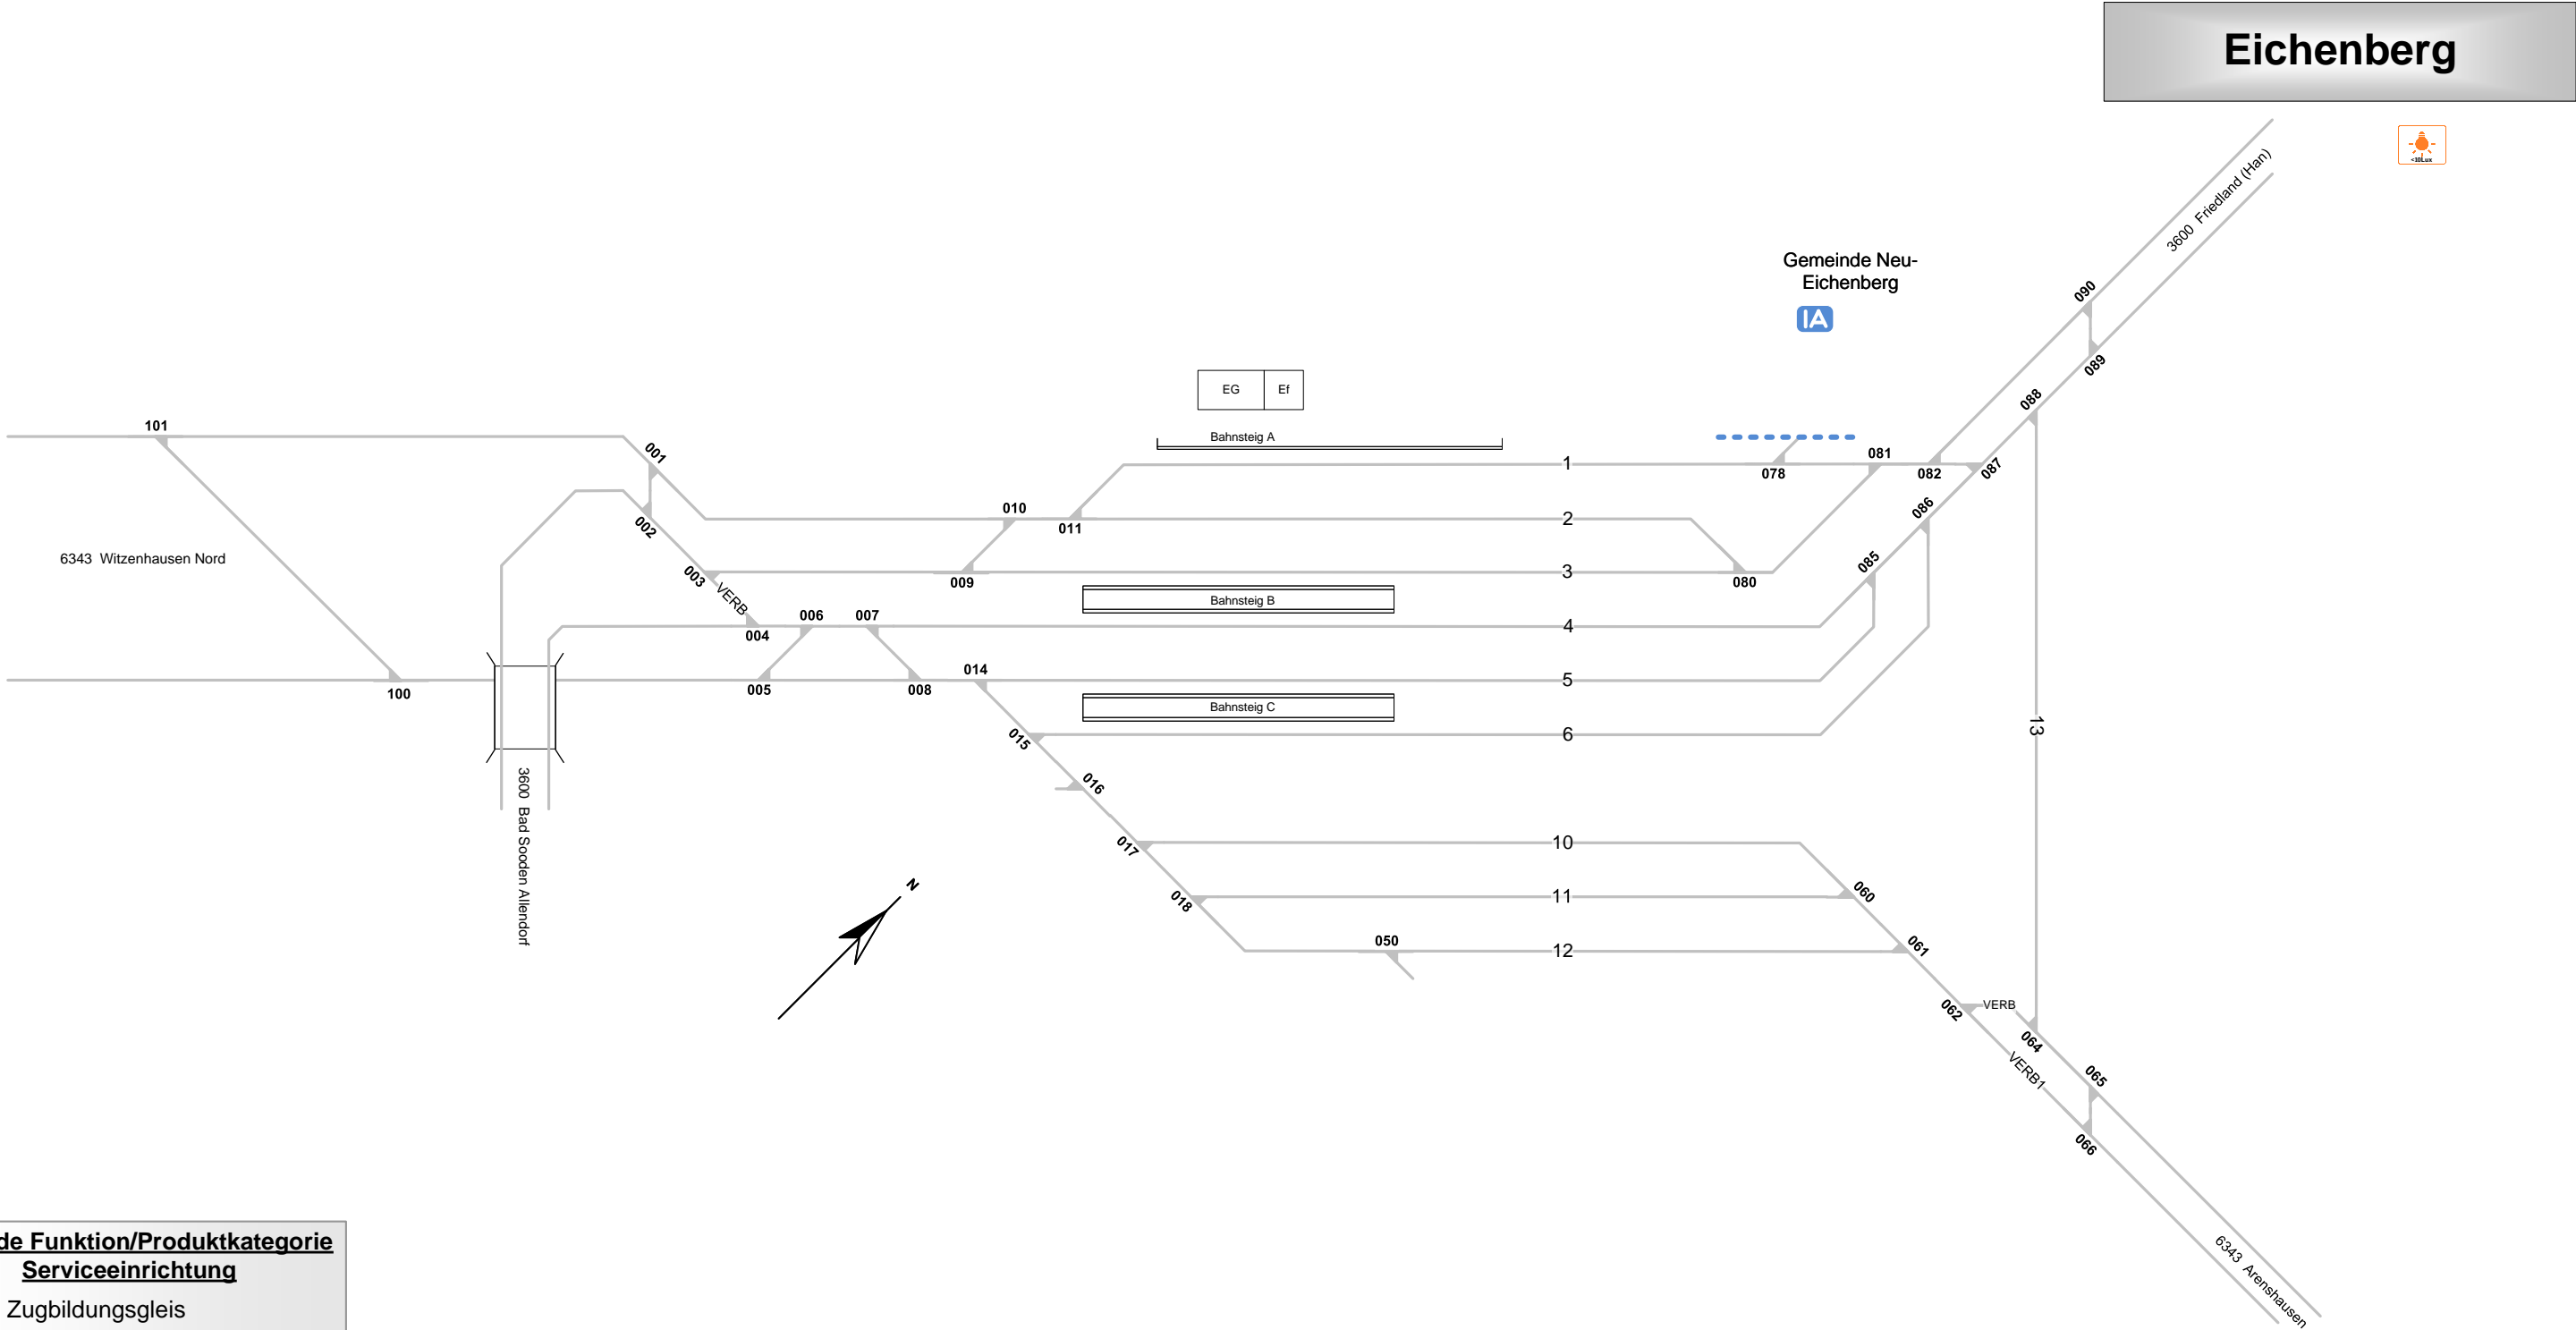 Eichenberg
<10Lux
3600 Friedland (Han)
Gemeinde Neu-
Eichenberg
IA
090
089
088
EG
Ef
101
001
Bahnsteig A
1
081
078
082
087
002
010
011
2
086
6343 Witzenhausen Nord
003
VERB
009
3
080
085
Bahnsteig B
006
007
004
4
100
005
008
014
5
Bahnsteig C
015
6
13
3600 Bad Sooden Allendorf
016
017
10
N
018
11
060
050
12
061
062
VERB
064
VERB1
065
066
6343 Arenshausen
de Funktion/Produktkategorie
Serviceeinrichtung
Zugbildungsgleis